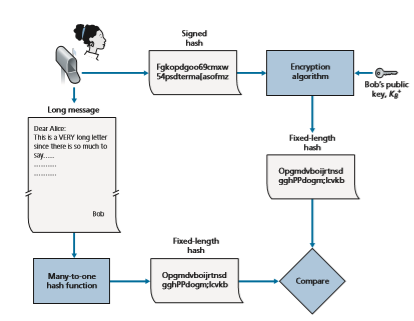 Signed
hash
Fgkopdgoo69cmxw
54psdterma[asofmz
Encryption
algorithm
Bob's public
key, K_B^+
Long message
Dear Alice:
This is a VERY long letter
since there is so much to
say.....
..........
..........
Bob
Fixed-length
hash
Opgmdvboijrtnsd
gghPPdogm;lcvkb
Many-to-one
hash function
Fixed-length
hash
Opgmdvboijrtnsd
gghPPdogm;lcvkb
Compare